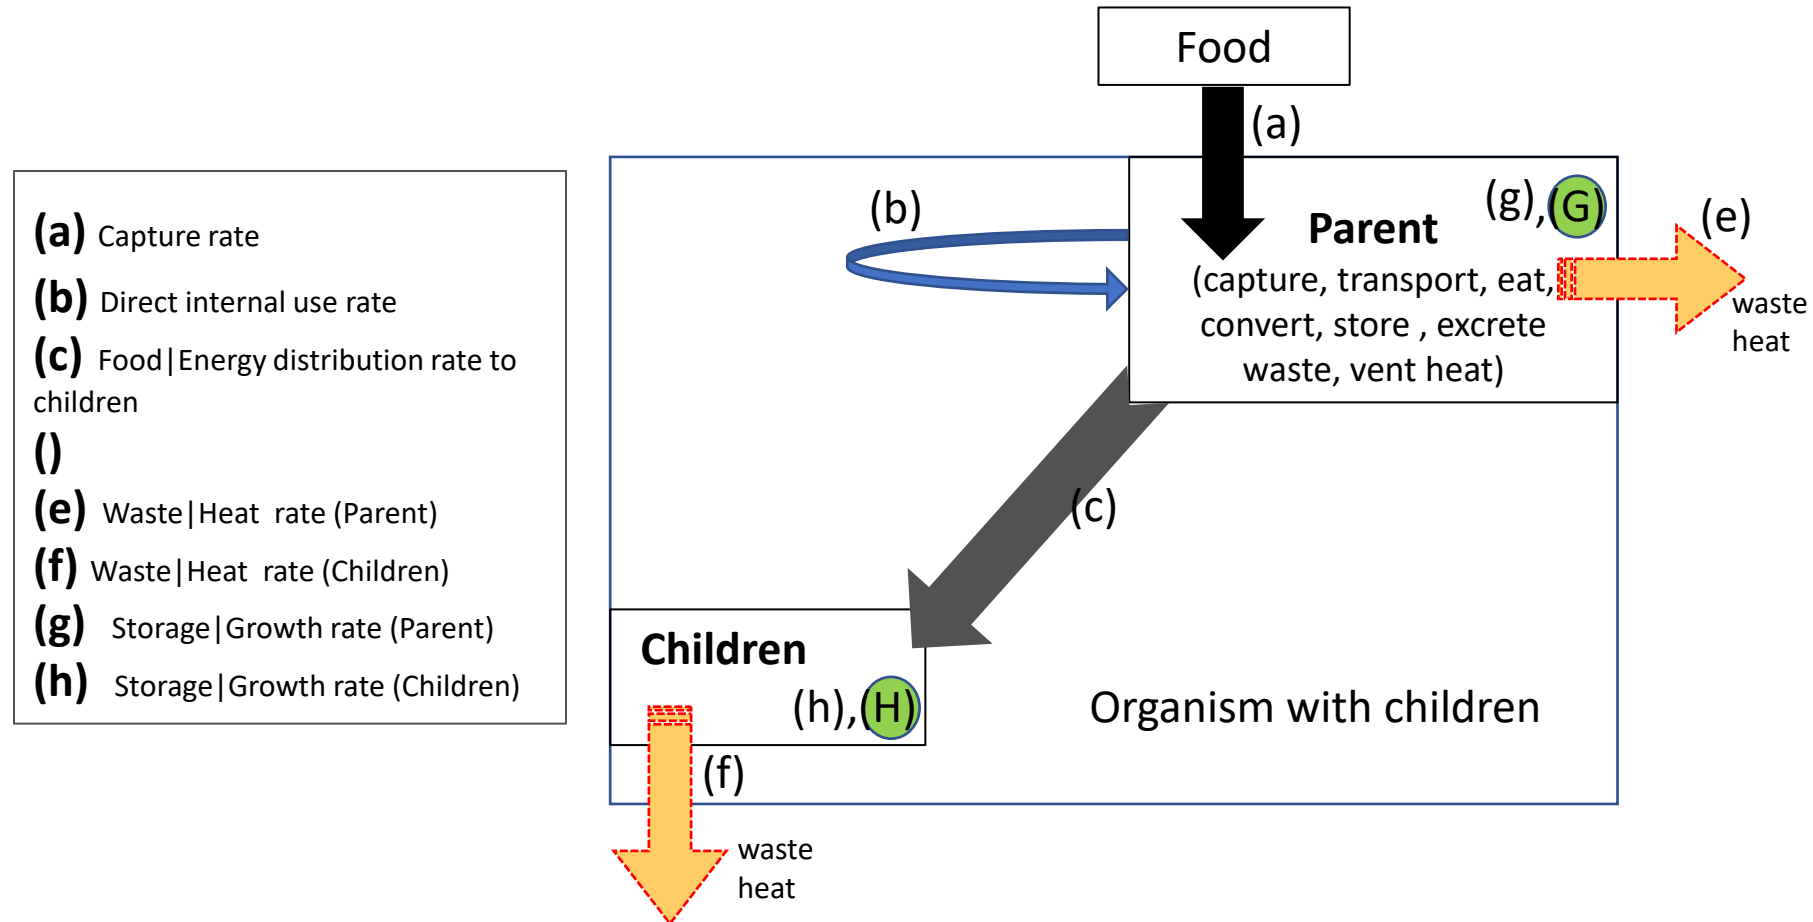 Food
(a)
(a) Capture rate
(b) Direct internal use rate
(c) Food|Energy distribution rate to
children
()
(e) Waste|Heat rate (Parent)
(f) Waste|Heat rate (Children)
(g) Storage|Growth rate (Parent)
(h) Storage|Growth rate (Children)
(b)
(g),(G)
Parent
(capture, transport, eat,
convert, store , excrete
waste, vent heat)
(e)
waste
heat
(c)
Children
(h),(H)
Organism with children
(f)
waste
heat